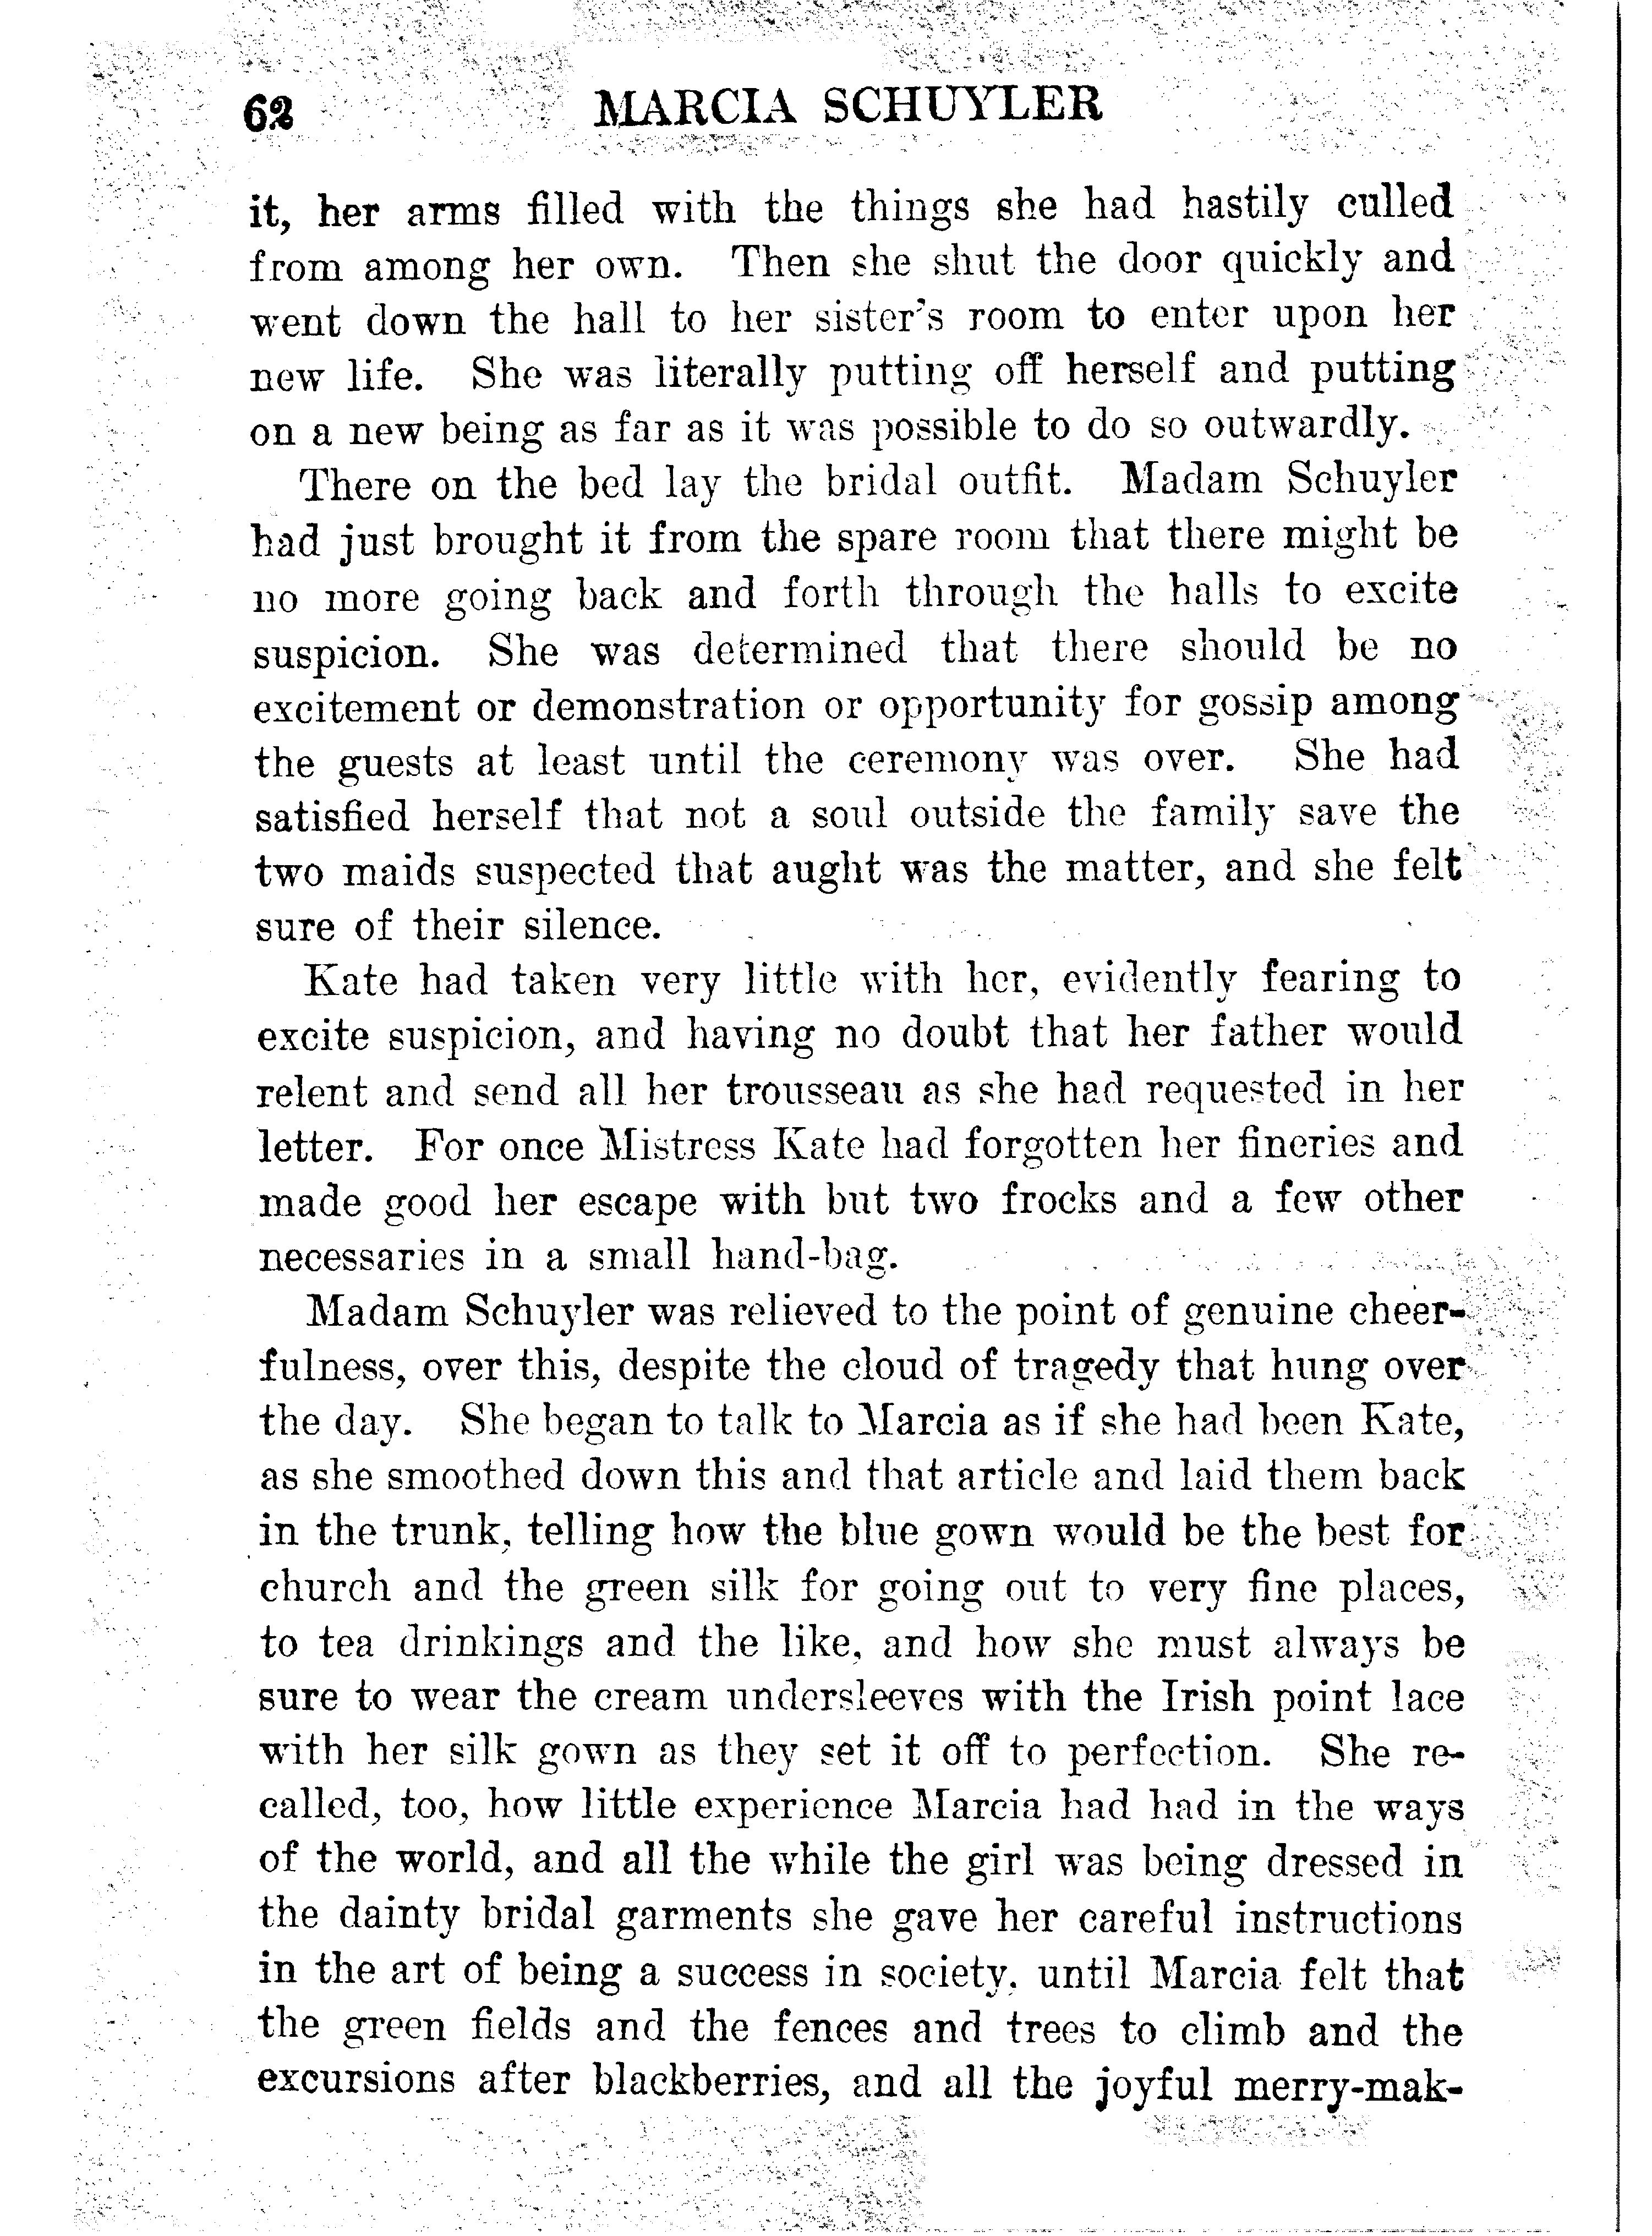 62 MARCIA SCHUYLER
it, her arms filled with the things she had hastily culled
from among her own. Then she shut the door quickly and
went down the hall to her sister's room to enter upon her
new life. She was literally putting off herself and putting
on a new being as far as it was possible to do so outwardly.
There on the bed lay the bridal outfit. Madam Schuyler
had just brought it from the spare room that there might be
no more going back and forth through the halls to excite
suspicion. She was determined that there should be no
excitement or demonstration or opportunity for gossip among
the guests at least until the ceremony was over. She had
satisfied herself that not a soul outside the family save the
two maids suspected that aught was the matter, and she felt
sure of their silence.
Kate had taken very little with her, evidently fearing to
excite suspicion, and having no doubt that her father would
relent and send all her trousseau as she had requested in her
letter. For once Mistress Kate had forgotten her fineries and
made good her escape with but two frocks and a few other
necessaries in a small hand-bag.
Madam Schuyler was relieved to the point of genuine cheer-
fulness, over this, despite the cloud of tragedy that hung over
the day. She began to talk to Marcia as if she had been Kate,
as she smoothed down this and that article and laid them back
in the trunk, telling how the blue gown would be the best for
church and the green silk for going out to very fine places,
to tea drinkings and the like, and how she must always be
sure to wear the cream undersleeves with the Irish point lace
with her silk gown as they set it off to perfection. She re-
called, too, how little experience Marcia had had in the ways
of the world, and all the while the girl was being dressed in
the dainty bridal garments she gave her careful instructions
in the art of being a success in society, until Marcia felt that
the green fields and the fences and trees to climb and the
excursions after blackberries, and all the joyful merry-mak-